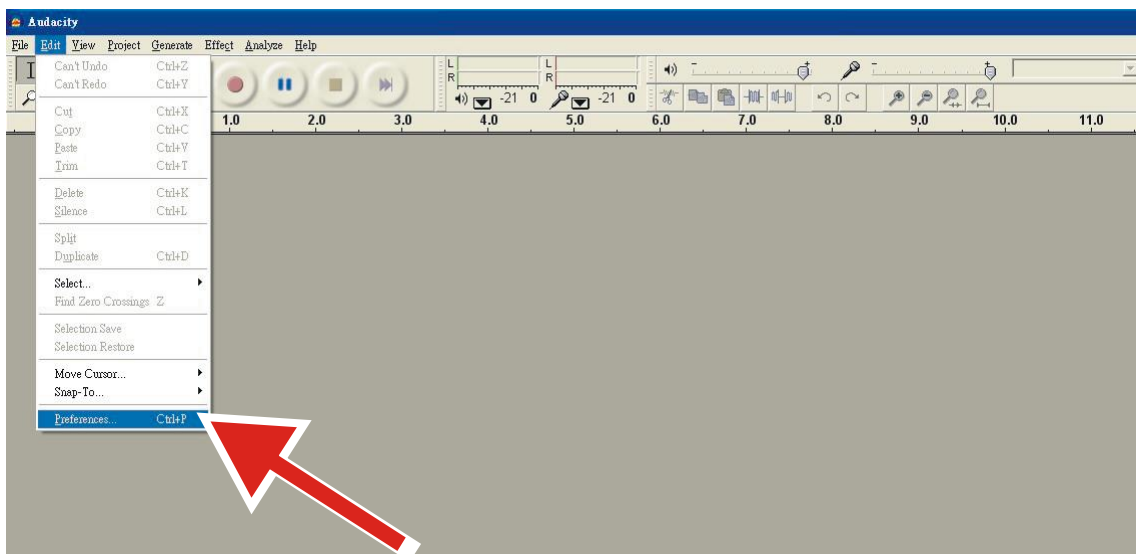 Audacity
File Edit View Project Generate Effect Analyze Help
Can't Undo Ctrl+Z
Can't Redo Ctrl+Y
Cut Ctrl+X
Copy Ctrl+C
Paste Ctrl+V
Trim Ctrl+T
Delete Ctrl+K
Silence Ctrl+L
Split
Duplicate Ctrl+D
Select...
Find Zero Crossings Z
Selection Save
Selection Restore
Move Cursor...
Snap-To...
Preferences... Ctrl+P
L L
R R
-21 0 -21 0
1.0 2.0 3.0 4.0 5.0 6.0 7.0 8.0 9.0 10.0 11.0